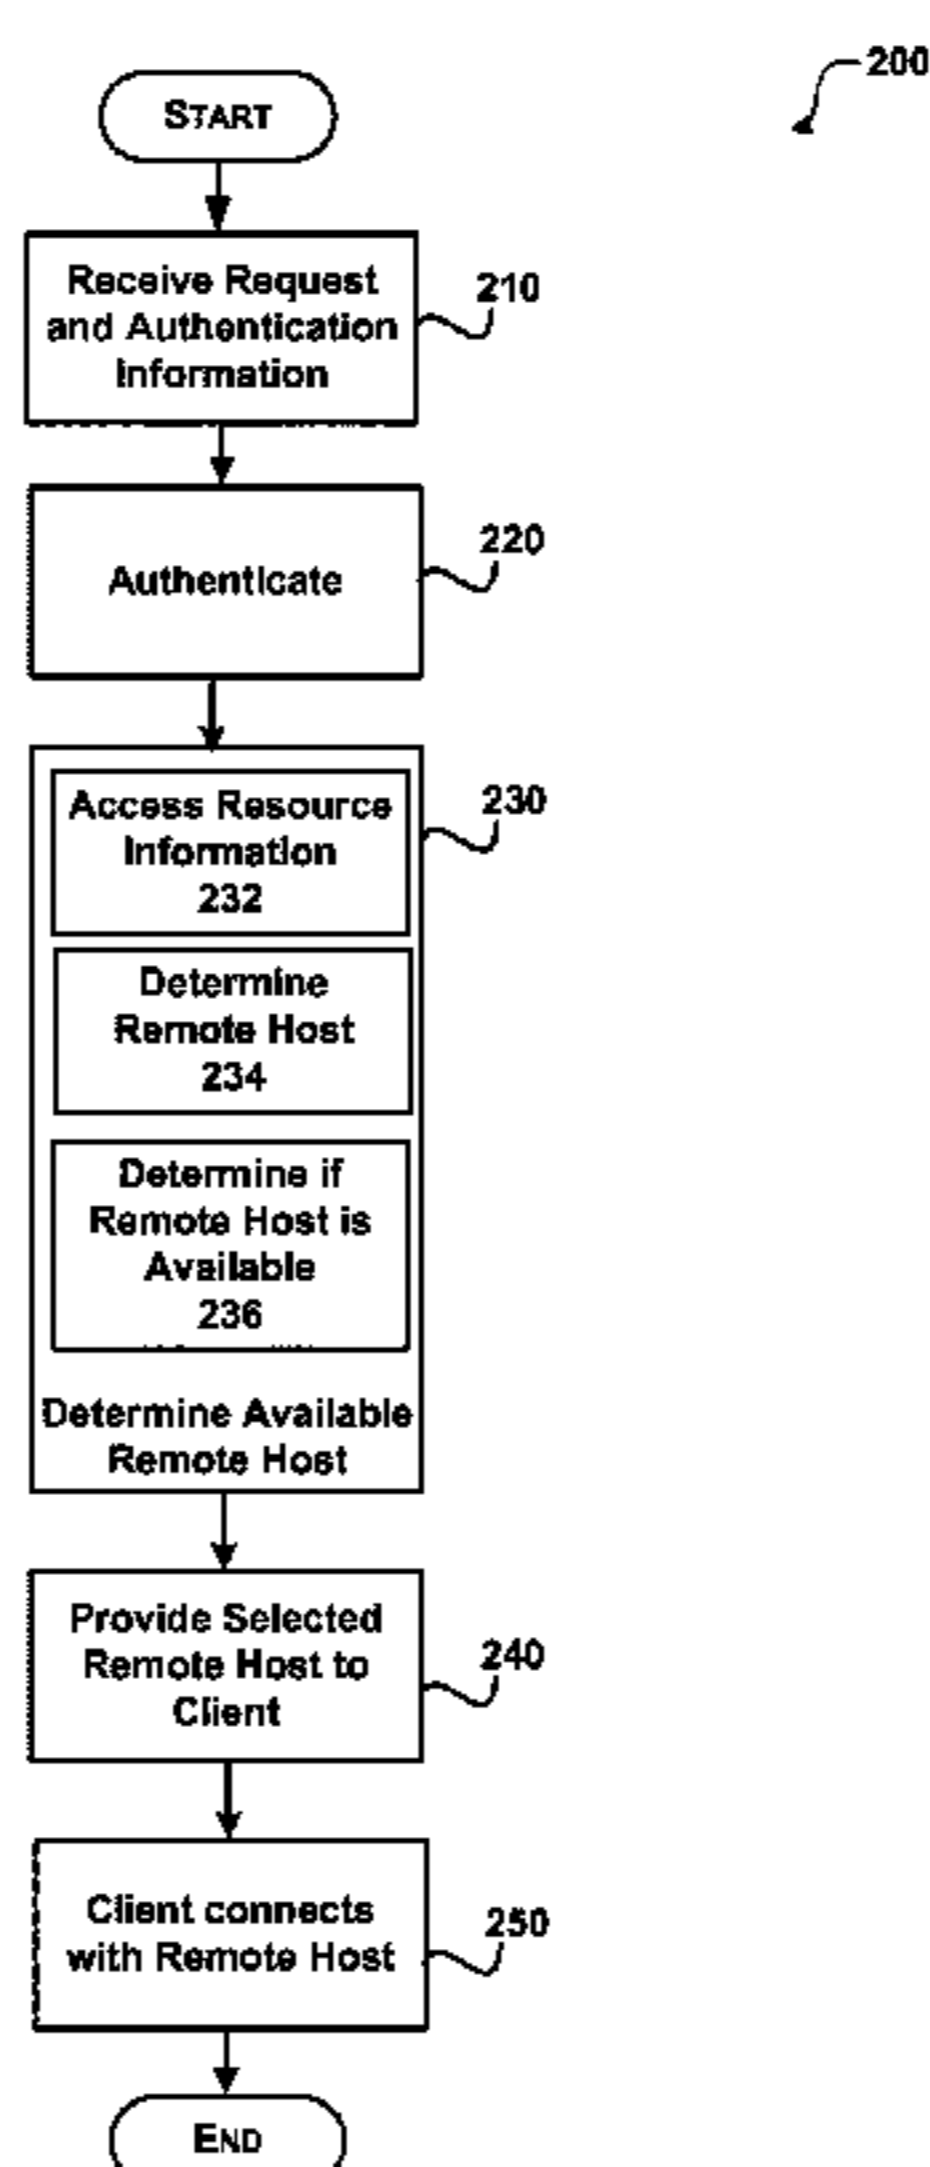 200
START
Receive Request
and Authentication
Information
210
Authenticate
220
230
Access Resource
Information
232
Determine
Remote Host
234
Determine if
Remote Host is
Available
236
Determine Available
Remote Host
Provide Selected
Remote Host to
Client
240
Client connects
with Remote Host
250
END